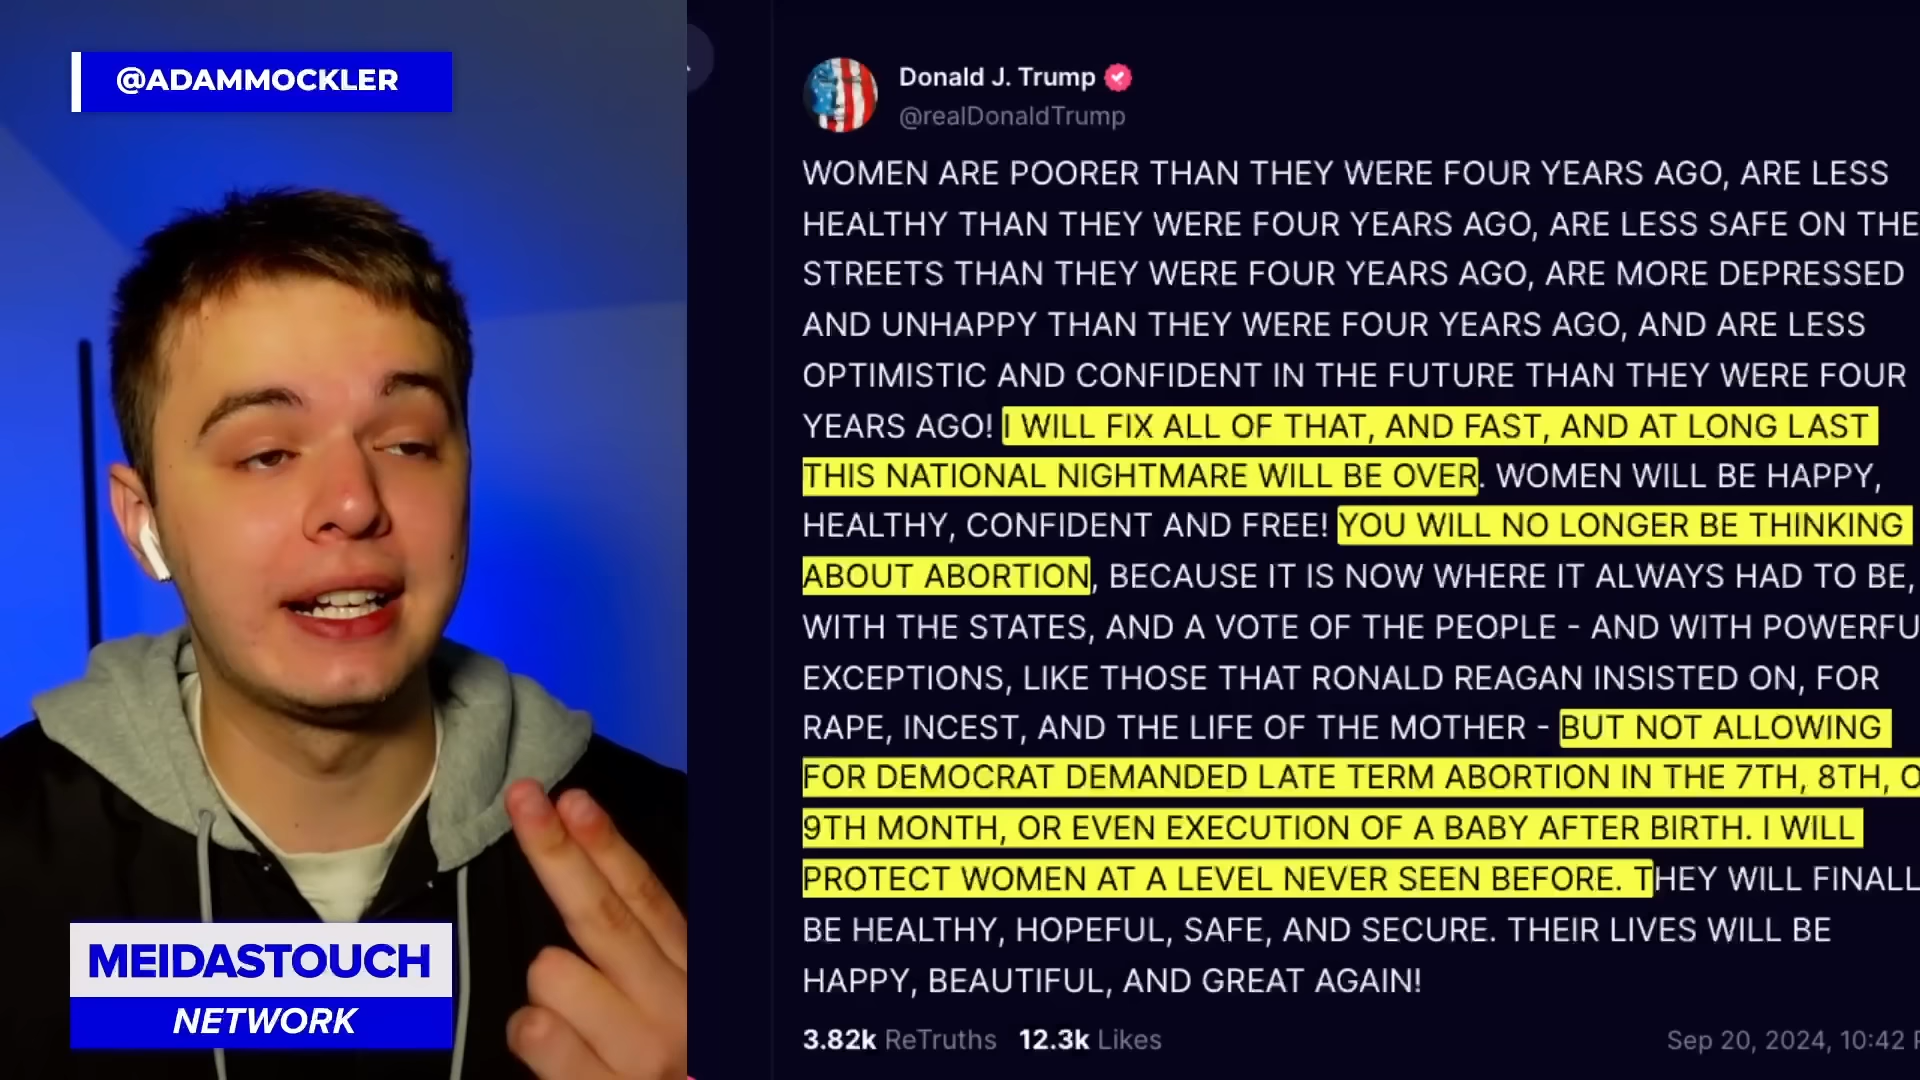 @ADAMMOCKLER
MEIDASTOUCH
NETWORK
Donald J. Trump
@realDonaldTrump
WOMEN ARE POORER THAN THEY WERE FOUR YEARS AGO, ARE LESS
HEALTHY THAN THEY WERE FOUR YEARS AGO, ARE LESS SAFE ON THE
STREETS THAN THEY WERE FOUR YEARS AGO, ARE MORE DEPRESSED
AND UNHAPPY THAN THEY WERE FOUR YEARS AGO, AND ARE LESS
OPTIMISTIC AND CONFIDENT IN THE FUTURE THAN THEY WERE FOUR
YEARS AGO! I WILL FIX ALL OF THAT, AND FAST, AND AT LONG LAST
THIS NATIONAL NIGHTMARE WILL BE OVER. WOMEN WILL BE HAPPY,
HEALTHY, CONFIDENT AND FREE! YOU WILL NO LONGER BE THINKING
ABOUT ABORTION, BECAUSE IT IS NOW WHERE IT ALWAYS HAD TO BE,
WITH THE STATES, AND A VOTE OF THE PEOPLE - AND WITH POWERFU
EXCEPTIONS, LIKE THOSE THAT RONALD REAGAN INSISTED ON, FOR
RAPE, INCEST, AND THE LIFE OF THE MOTHER - BUT NOT ALLOWING
FOR DEMOCRAT DEMANDED LATE TERM ABORTION IN THE 7TH, 8TH, O
9TH MONTH, OR EVEN EXECUTION OF A BABY AFTER BIRTH. I WILL
PROTECT WOMEN AT A LEVEL NEVER SEEN BEFORE. THEY WILL FINALL
BE HEALTHY, HOPEFUL, SAFE, AND SECURE. THEIR LIVES WILL BE
HAPPY, BEAUTIFUL, AND GREAT AGAIN!
3.82k ReTruths 12.3k Likes
Sep 20, 2024, 10:42 P